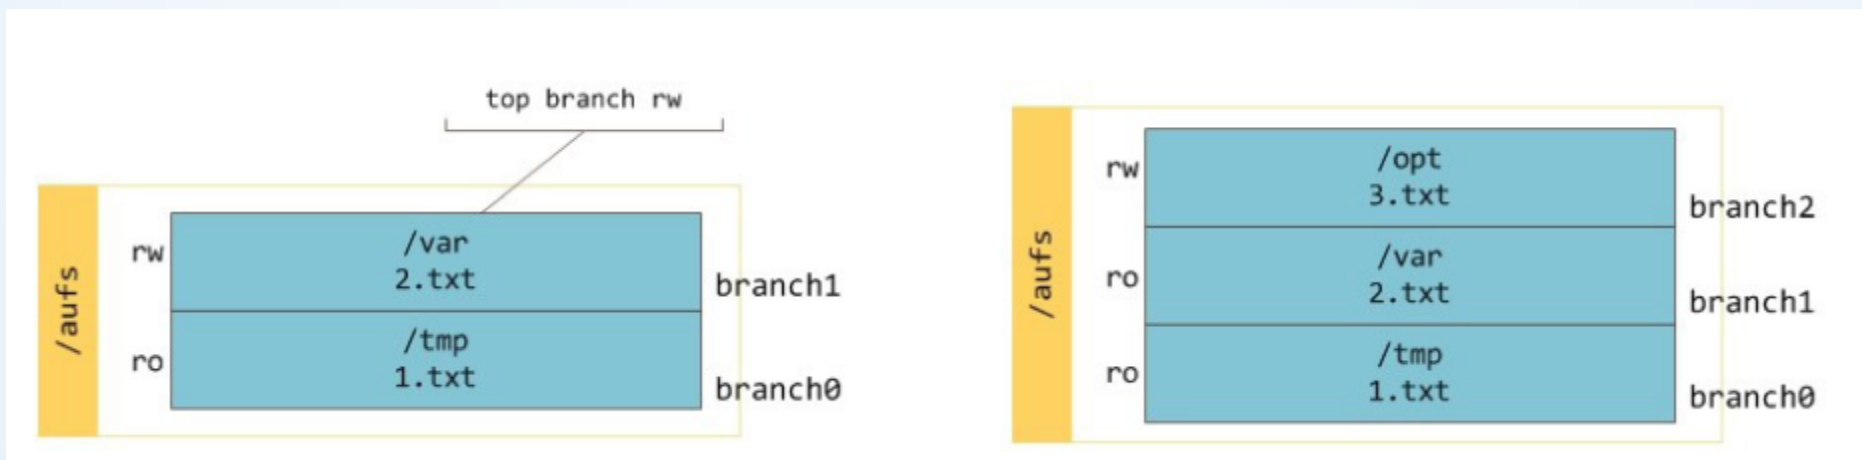 top branch rw
/aufs
rw
/var
2.txt
branch1
ro
/tmp
1.txt
branch0
/aufs
rw
/opt
3.txt
branch2
ro
/var
2.txt
branch1
ro
/tmp
1.txt
branch0